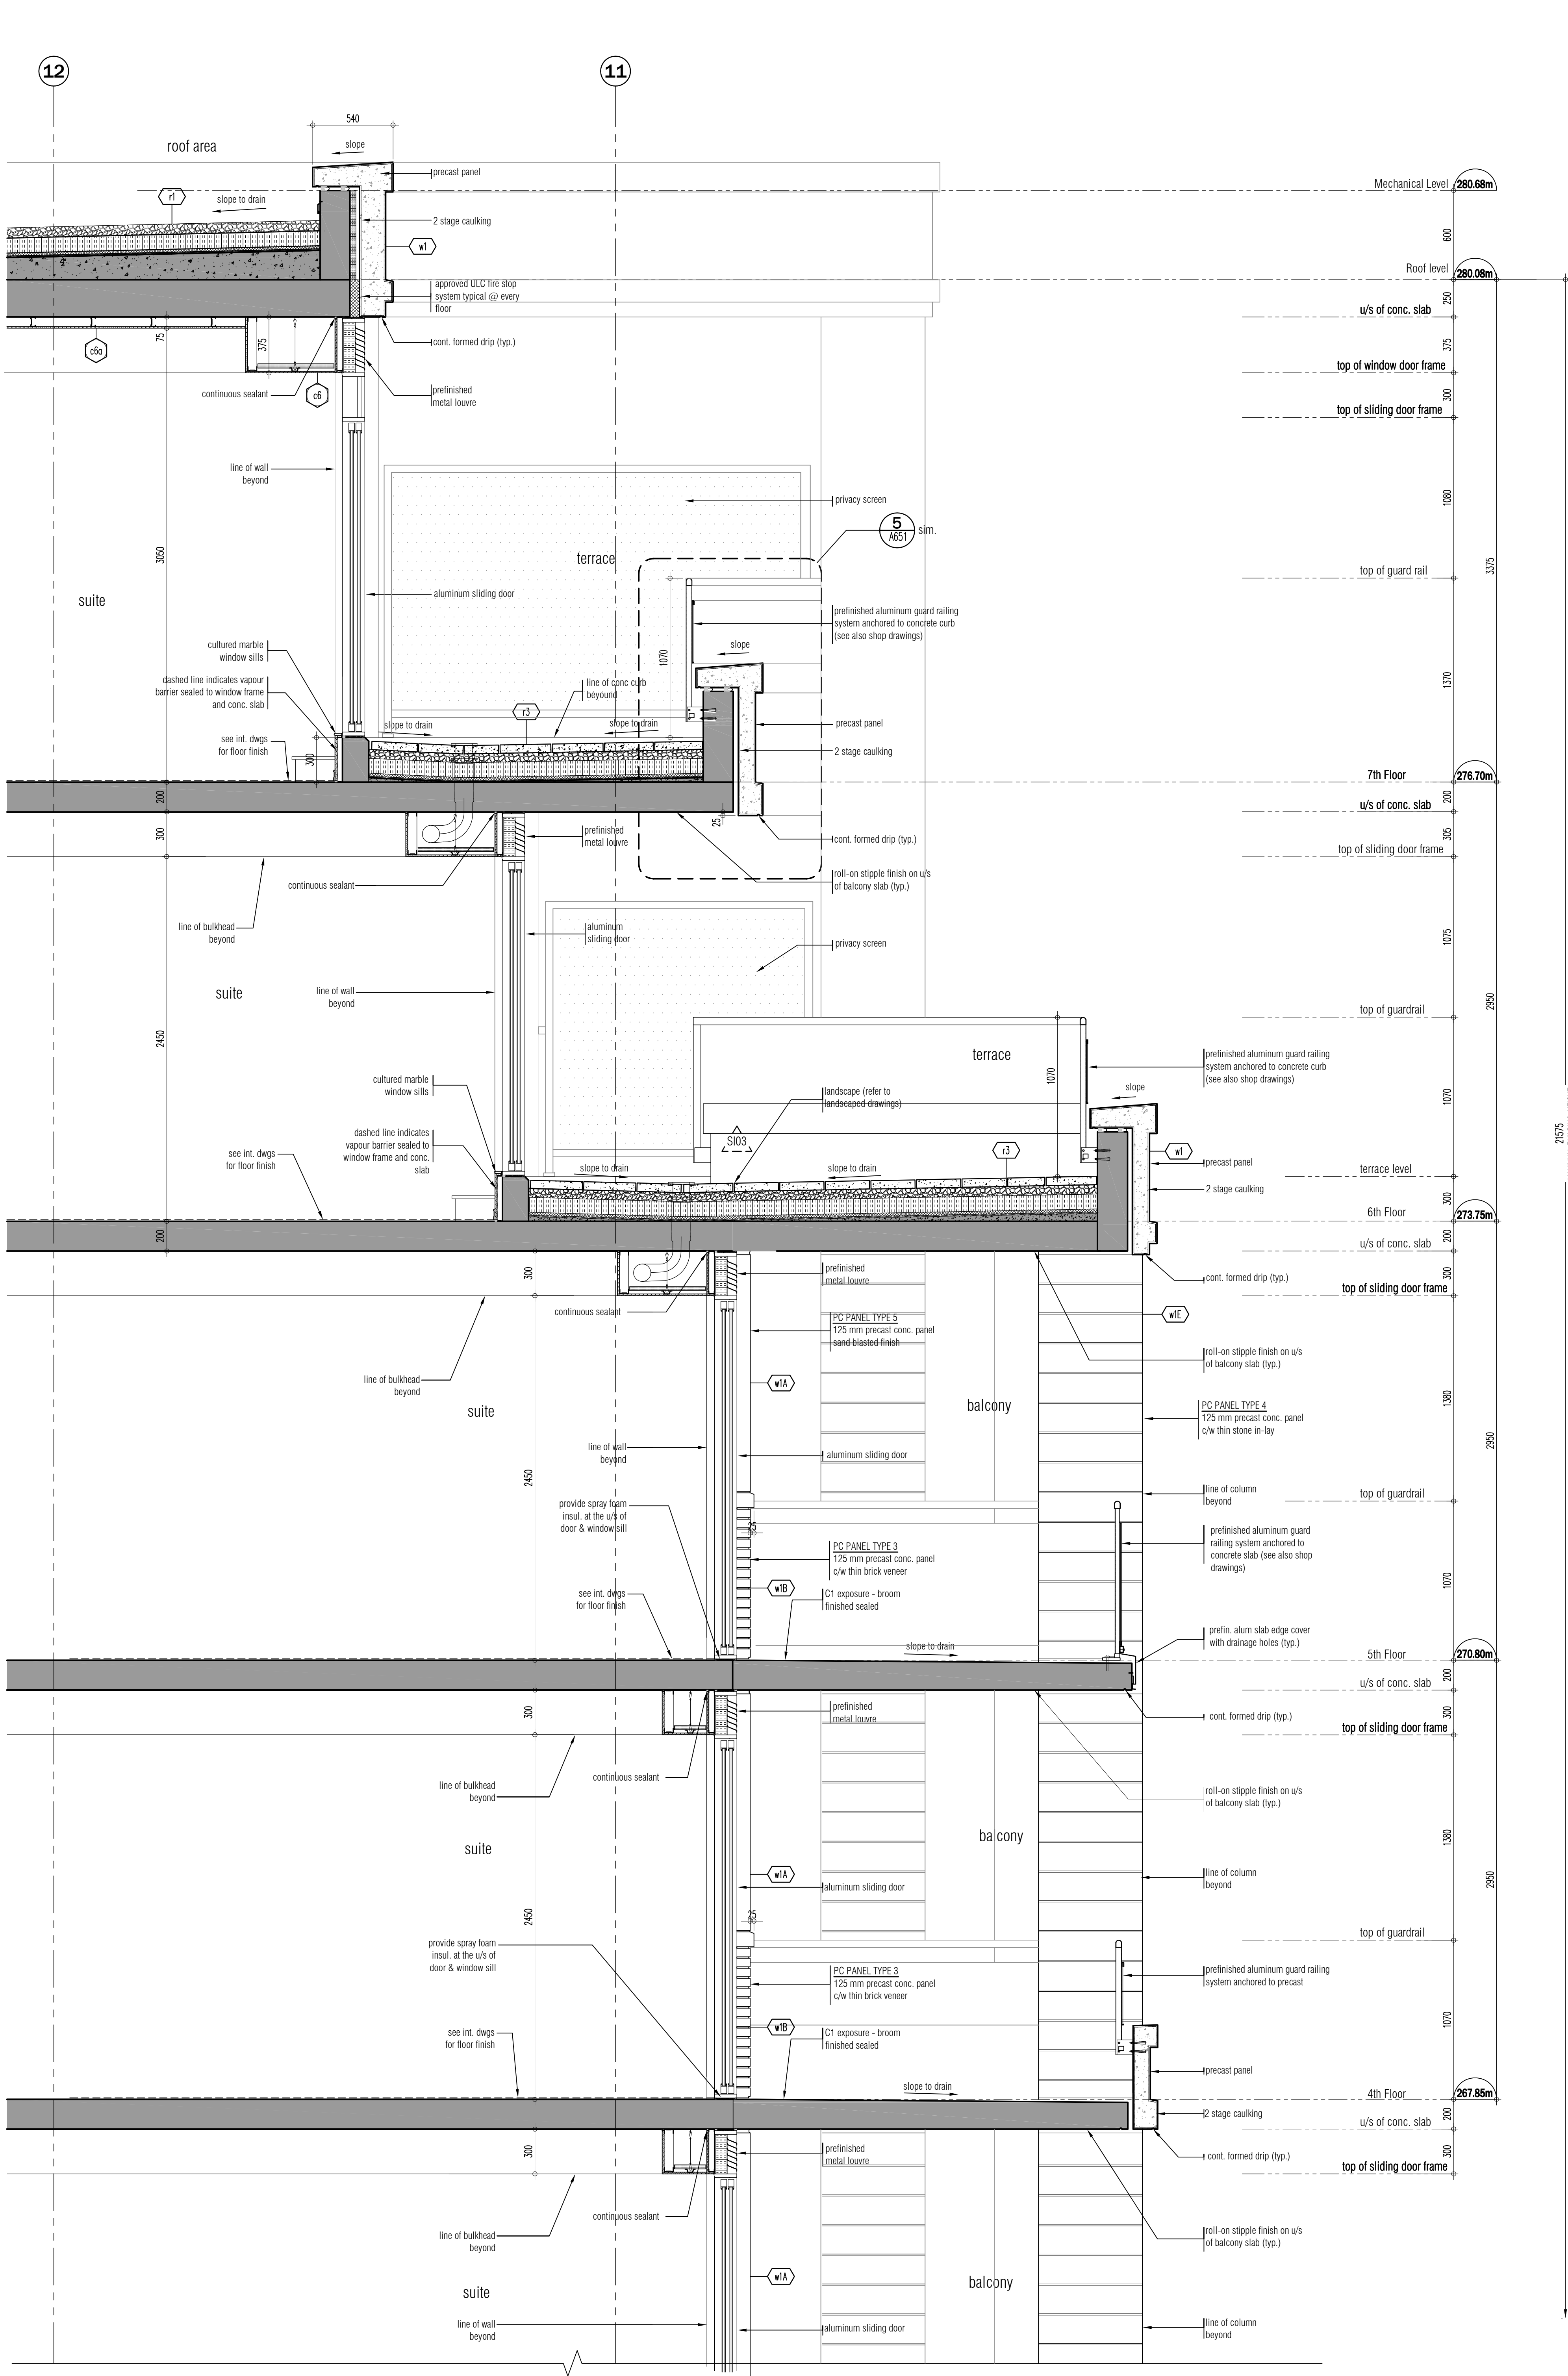 12
11
540
roof area
slope
precast panel
Mechanical Level
280.68m
r1
slope to drain
2 stage caulking
w1
600
Roof level
280.08m
approved ULC fire stop
system typical @ every
floor
250
u/s of conc. slab
75
375
c6a
cont. formed drip (typ.)
375
top of window door frame
continuous sealant
c6
prefinished
metal louvre
300
top of sliding door frame
line of wall
beyond
privacy screen
1080
5
A651
sim.
3050
terrace
3375
top of guard rail
suite
aluminum sliding door
prefinished aluminum guard railing
system anchored to concrete curb
(see also shop drawings)
cultured marble
window sills
slope
1070
dashed line indicates vapour
barrier sealed to window frame
and conc. slab
line of conc curb
beyound
1370
r3
slope to drain
slope to drain
precast panel
see int. dwgs
for floor finish
300
2 stage caulking
7th Floor
276.70m
200
200
u/s of conc. slab
25
300
prefinished
metal louvre
cont. formed drip (typ.)
305
top of sliding door frame
continuous sealant
roll-on stipple finish on u/s
of balcony slab (typ.)
line of bulkhead
beyond
aluminum
sliding door
privacy screen
1075
suite
line of wall
beyond
2950
top of guardrail
2450
terrace
prefinished aluminum guard railing
system anchored to concrete curb
(see also shop drawings)
1070
cultured marble
window sills
landscape (refer to
landscaped drawings)
slope
1070
21575
dashed line indicates
vapour barrier sealed to
window frame and conc.
slab
SI03
see int. dwgs
for floor finish
r3
w1
precast panel
slope to drain
slope to drain
terrace level
2 stage caulking
300
6th Floor
273.75m
200
200
u/s of conc. slab
300
prefinished
metal louvre
cont. formed drip (typ.)
300
top of sliding door frame
continuous sealant
PC PANEL TYPE 5
125 mm precast conc. panel
sand blasted finish
w1E
roll-on stipple finish on u/s
of balcony slab (typ.)
line of bulkhead
beyond
w1A
suite
balcony
PC PANEL TYPE 4
125 mm precast conc. panel
c/w thin stone in-lay
1380
2950
line of wall
beyond
aluminum sliding door
2450
line of column
beyond
top of guardrail
provide spray foam
insul. at the u/s of
door & window sill
25
prefinished aluminum guard
railing system anchored to
concrete slab (see also shop
drawings)
PC PANEL TYPE 3
125 mm precast conc. panel
c/w thin brick veneer
1070
see int. dwgs
for floor finish
w1B
C1 exposure - broom
finished sealed
slope to drain
prefin. alum slab edge cover
with drainage holes (typ.)
5th Floor
270.80m
200
u/s of conc. slab
300
prefinished
metal louvre
cont. formed drip (typ.)
300
top of sliding door frame
continuous sealant
line of bulkhead
beyond
roll-on stipple finish on u/s
of balcony slab (typ.)
suite
balcony
1380
w1A
aluminum sliding door
line of column
beyond
2950
2450
25
top of guardrail
provide spray foam
insul. at the u/s of
door & window sill
PC PANEL TYPE 3
125 mm precast conc. panel
c/w thin brick veneer
prefinished aluminum guard railing
system anchored to precast
1070
see int. dwgs
for floor finish
w1B
C1 exposure - broom
finished sealed
precast panel
slope to drain
4th Floor
267.85m
2 stage caulking
200
u/s of conc. slab
300
prefinished
metal louvre
cont. formed drip (typ.)
300
top of sliding door frame
continuous sealant
line of bulkhead
beyond
roll-on stipple finish on u/s
of balcony slab (typ.)
w1A
suite
balcony
line of wall
beyond
aluminum sliding door
line of column
beyond